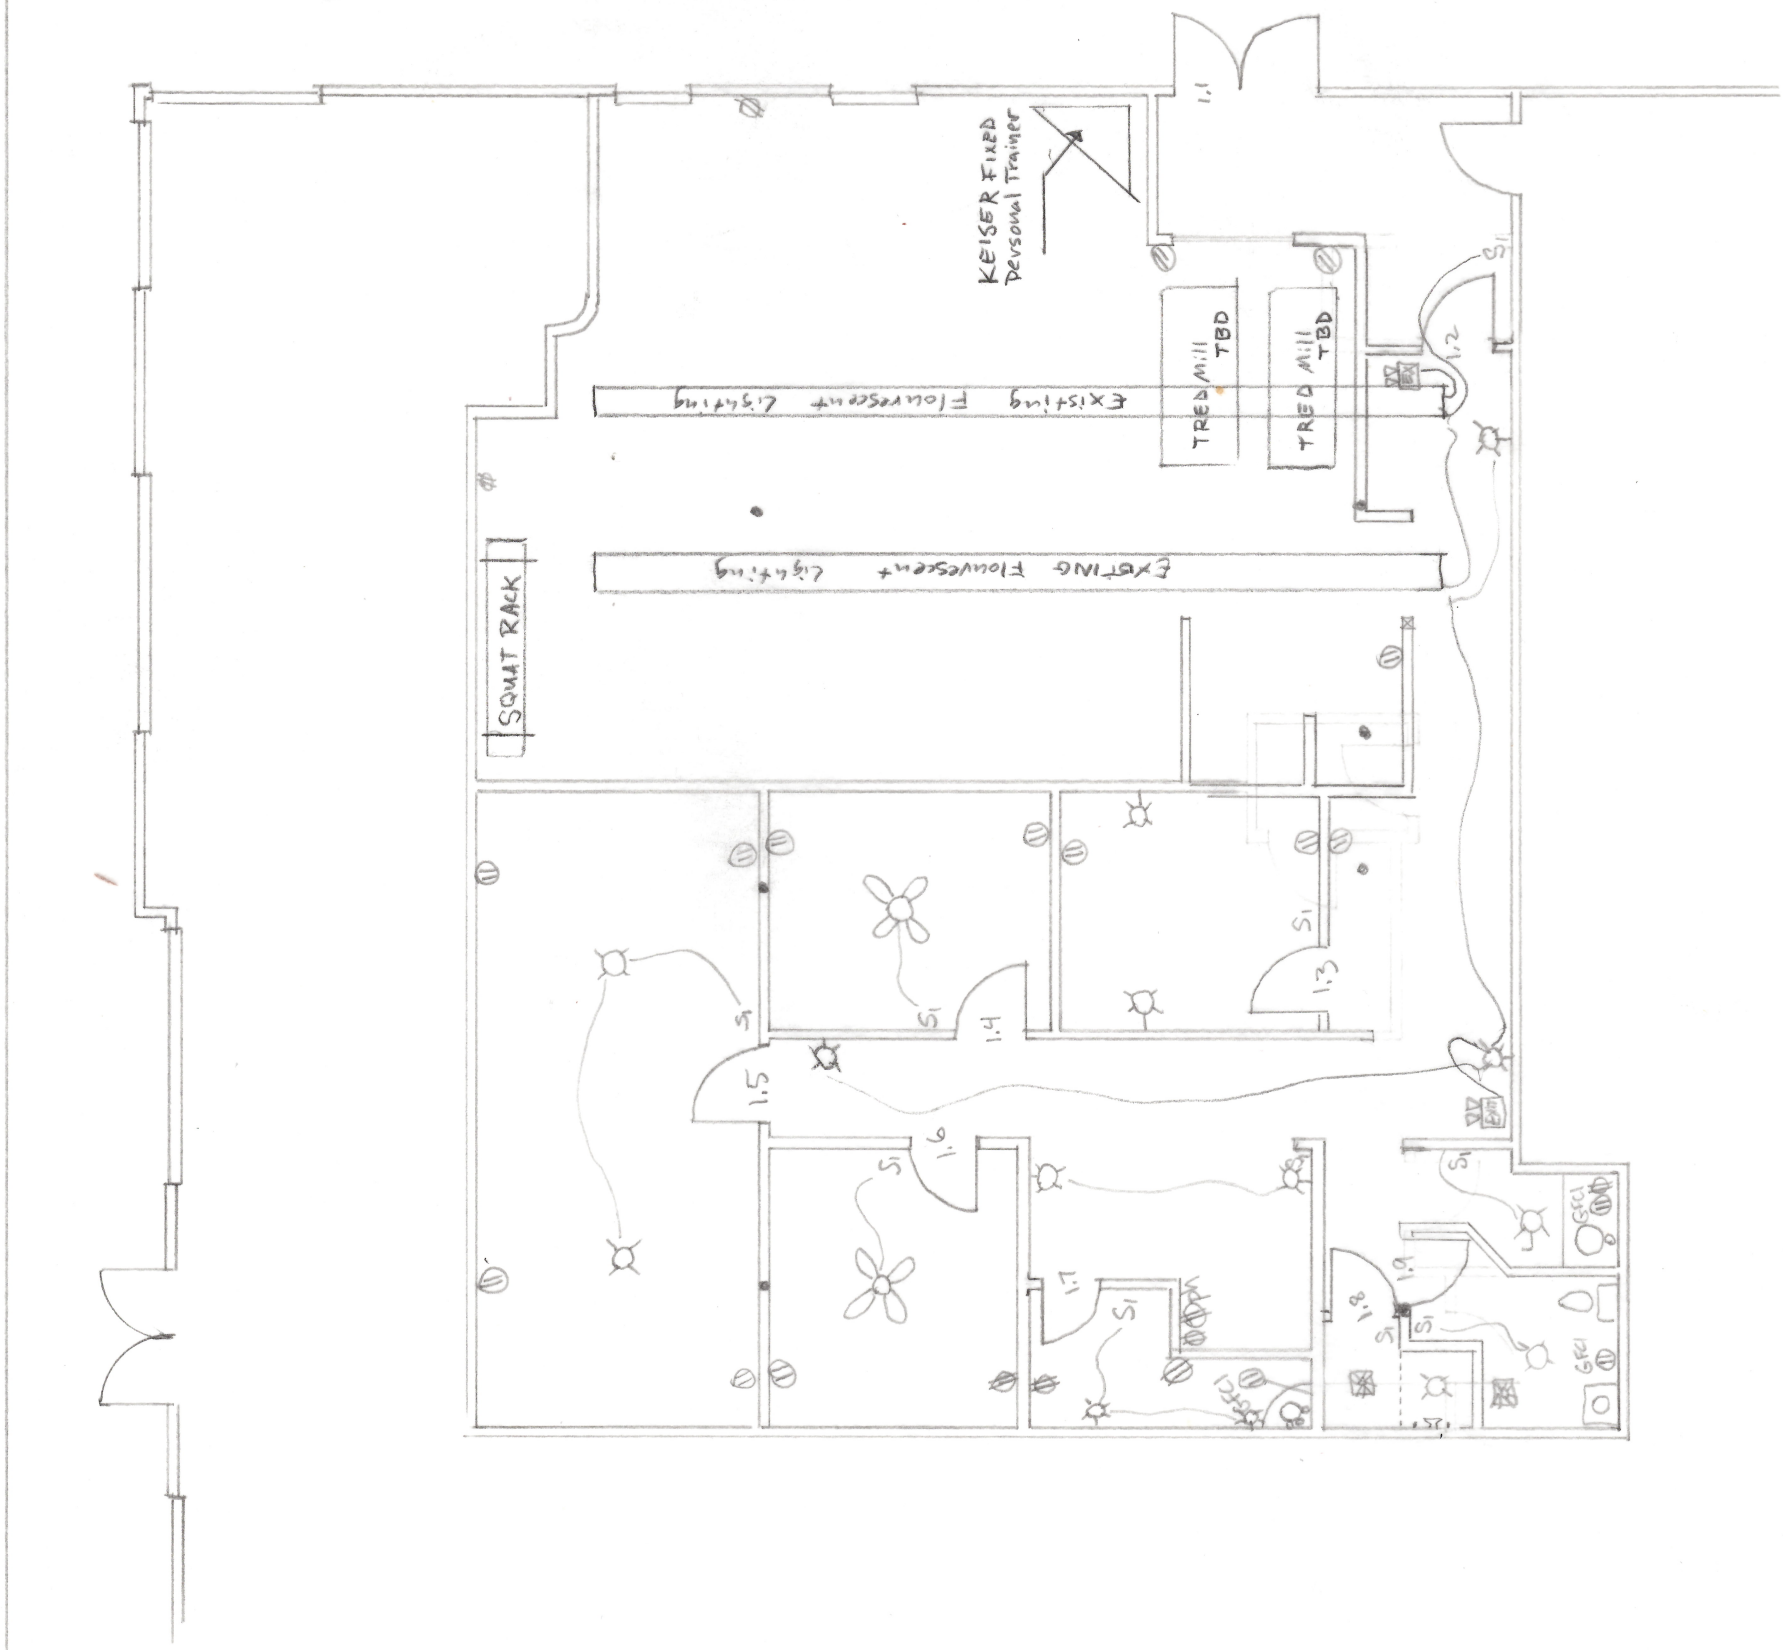 1.1
KEISER FIXED
Personal Trainer
S1
1.2
TRED Mill
TBD
TRED Mill
TBD
EX
Existing Flourescent Lighting
EXISTING Flourescent Lighting
SQUAT RACK
S1
1.3
S1
1.4
S1
1.5
S1
1.6
EXIT
S1
GFCI
1.7
S1
1.8
S1
1.9
S1
GFCI